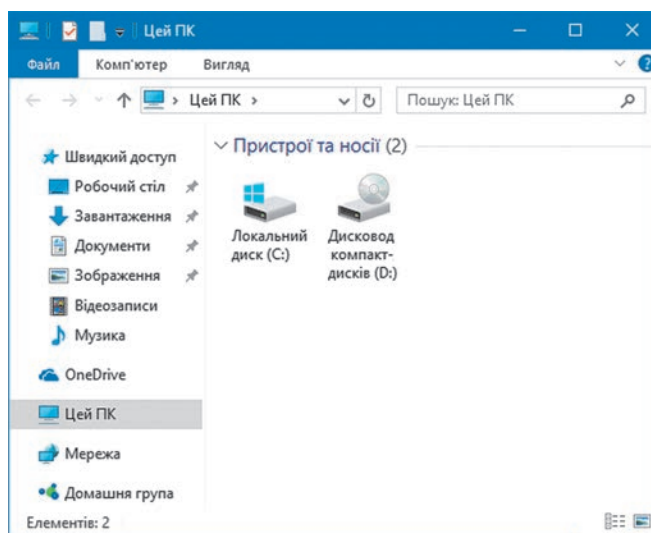 Цей ПК
Файл Комп'ютер Вигляд
Цей ПК
Пошук: Цей ПК
Швидкий доступ
Робочий стіл
Завантаження
Документи
Зображення
Відеозаписи
Музика
OneDrive
Цей ПК
Мережа
Домашня група
Пристрої та носії (2)
Локальний
диск (C:)
Дисковод
компакт-
дисків (D:)
Елементів: 2